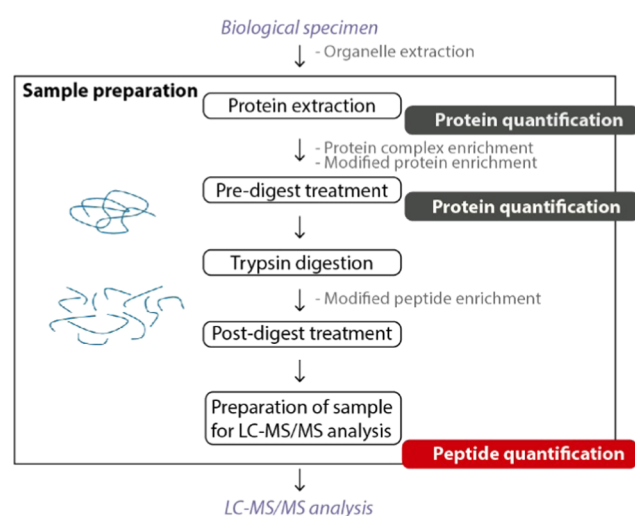 Biological specimen
- Organelle extraction
Sample preparation
Protein extraction
Protein quantification
- Protein complex enrichment
- Modified protein enrichment
Pre-digest treatment
Protein quantification
Trypsin digestion
- Modified peptide enrichment
Post-digest treatment
Preparation of sample
for LC-MS/MS analysis
Peptide quantification
LC-MS/MS analysis